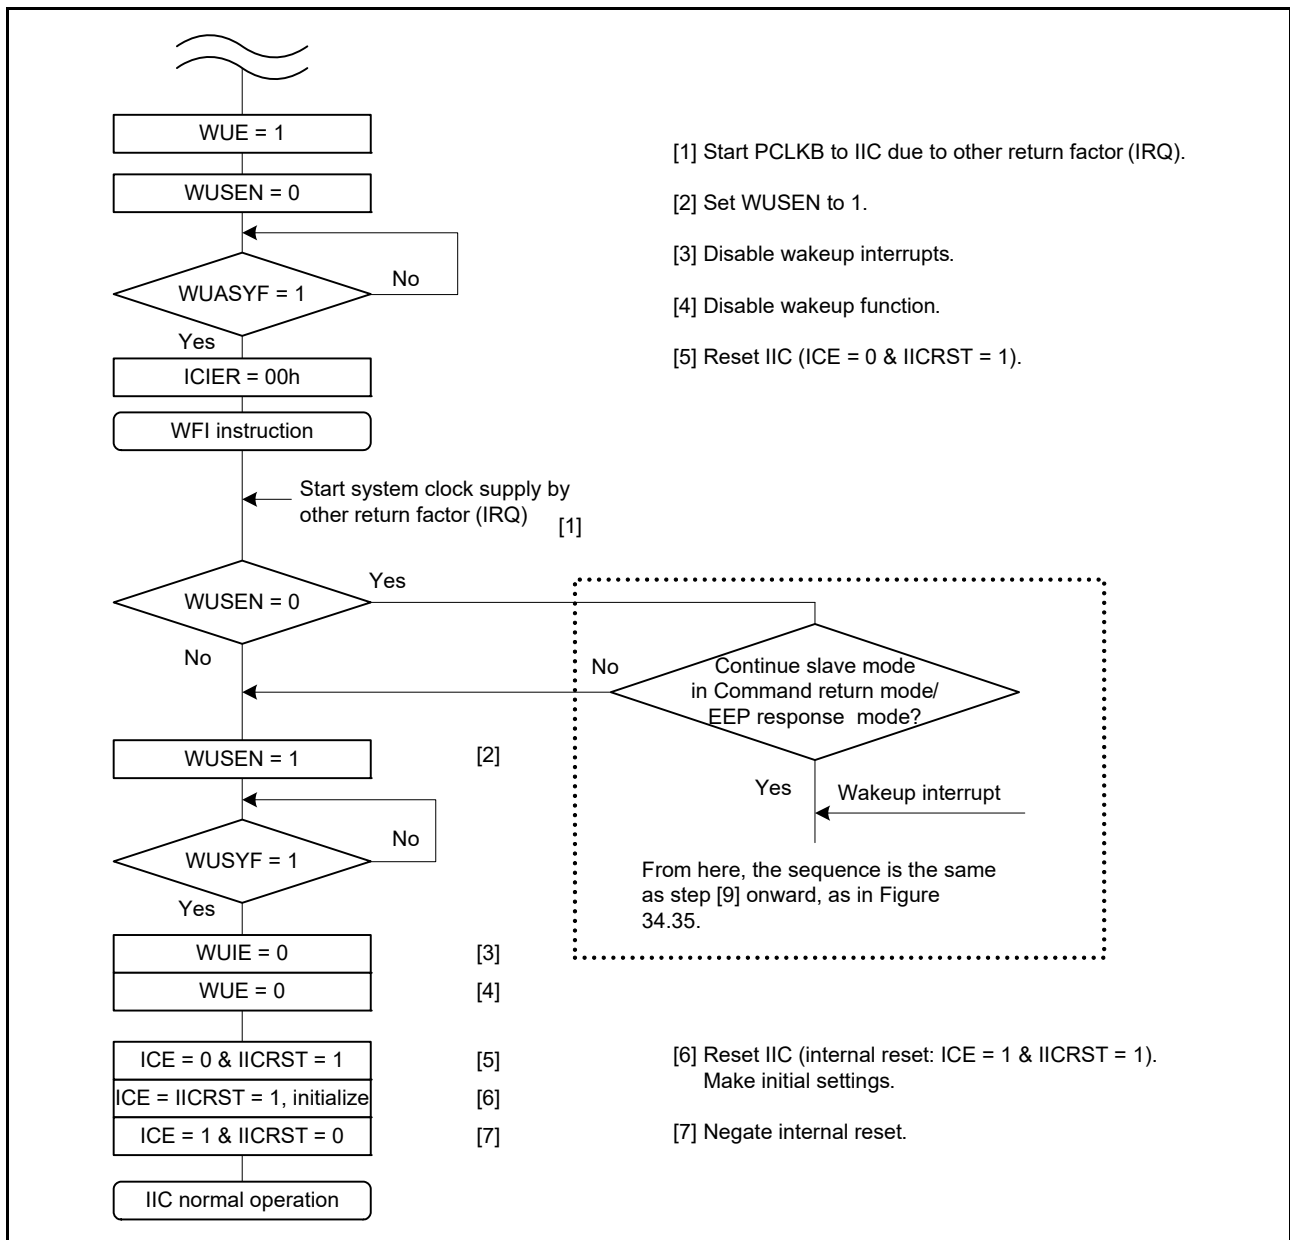 WUE = 1
[1] Start PCLKB to IIC due to other return factor (IRQ).
WUSEN = 0
[2] Set WUSEN to 1.
[3] Disable wakeup interrupts.
No
WUASYF = 1
[4] Disable wakeup function.
Yes
[5] Reset IIC (ICE = 0 & IICRST = 1).
ICIER = 00h
WFI instruction
Start system clock supply by
other return factor (IRQ)
[1]
Yes
WUSEN = 0
No
No
Continue slave mode
in Command return mode/
EEP response mode?
WUSEN = 1
[2]
Yes
Wakeup interrupt
No
WUSYF = 1
From here, the sequence is the same
as step [9] onward, as in Figure
34.35.
Yes
WUIE = 0
[3]
WUE = 0
[4]
ICE = 0 & IICRST = 1
[5]
[6] Reset IIC (internal reset: ICE = 1 & IICRST = 1).
Make initial settings.
ICE = IICRST = 1, initialize
[6]
ICE = 1 & IICRST = 0
[7]
[7] Negate internal reset.
IIC normal operation